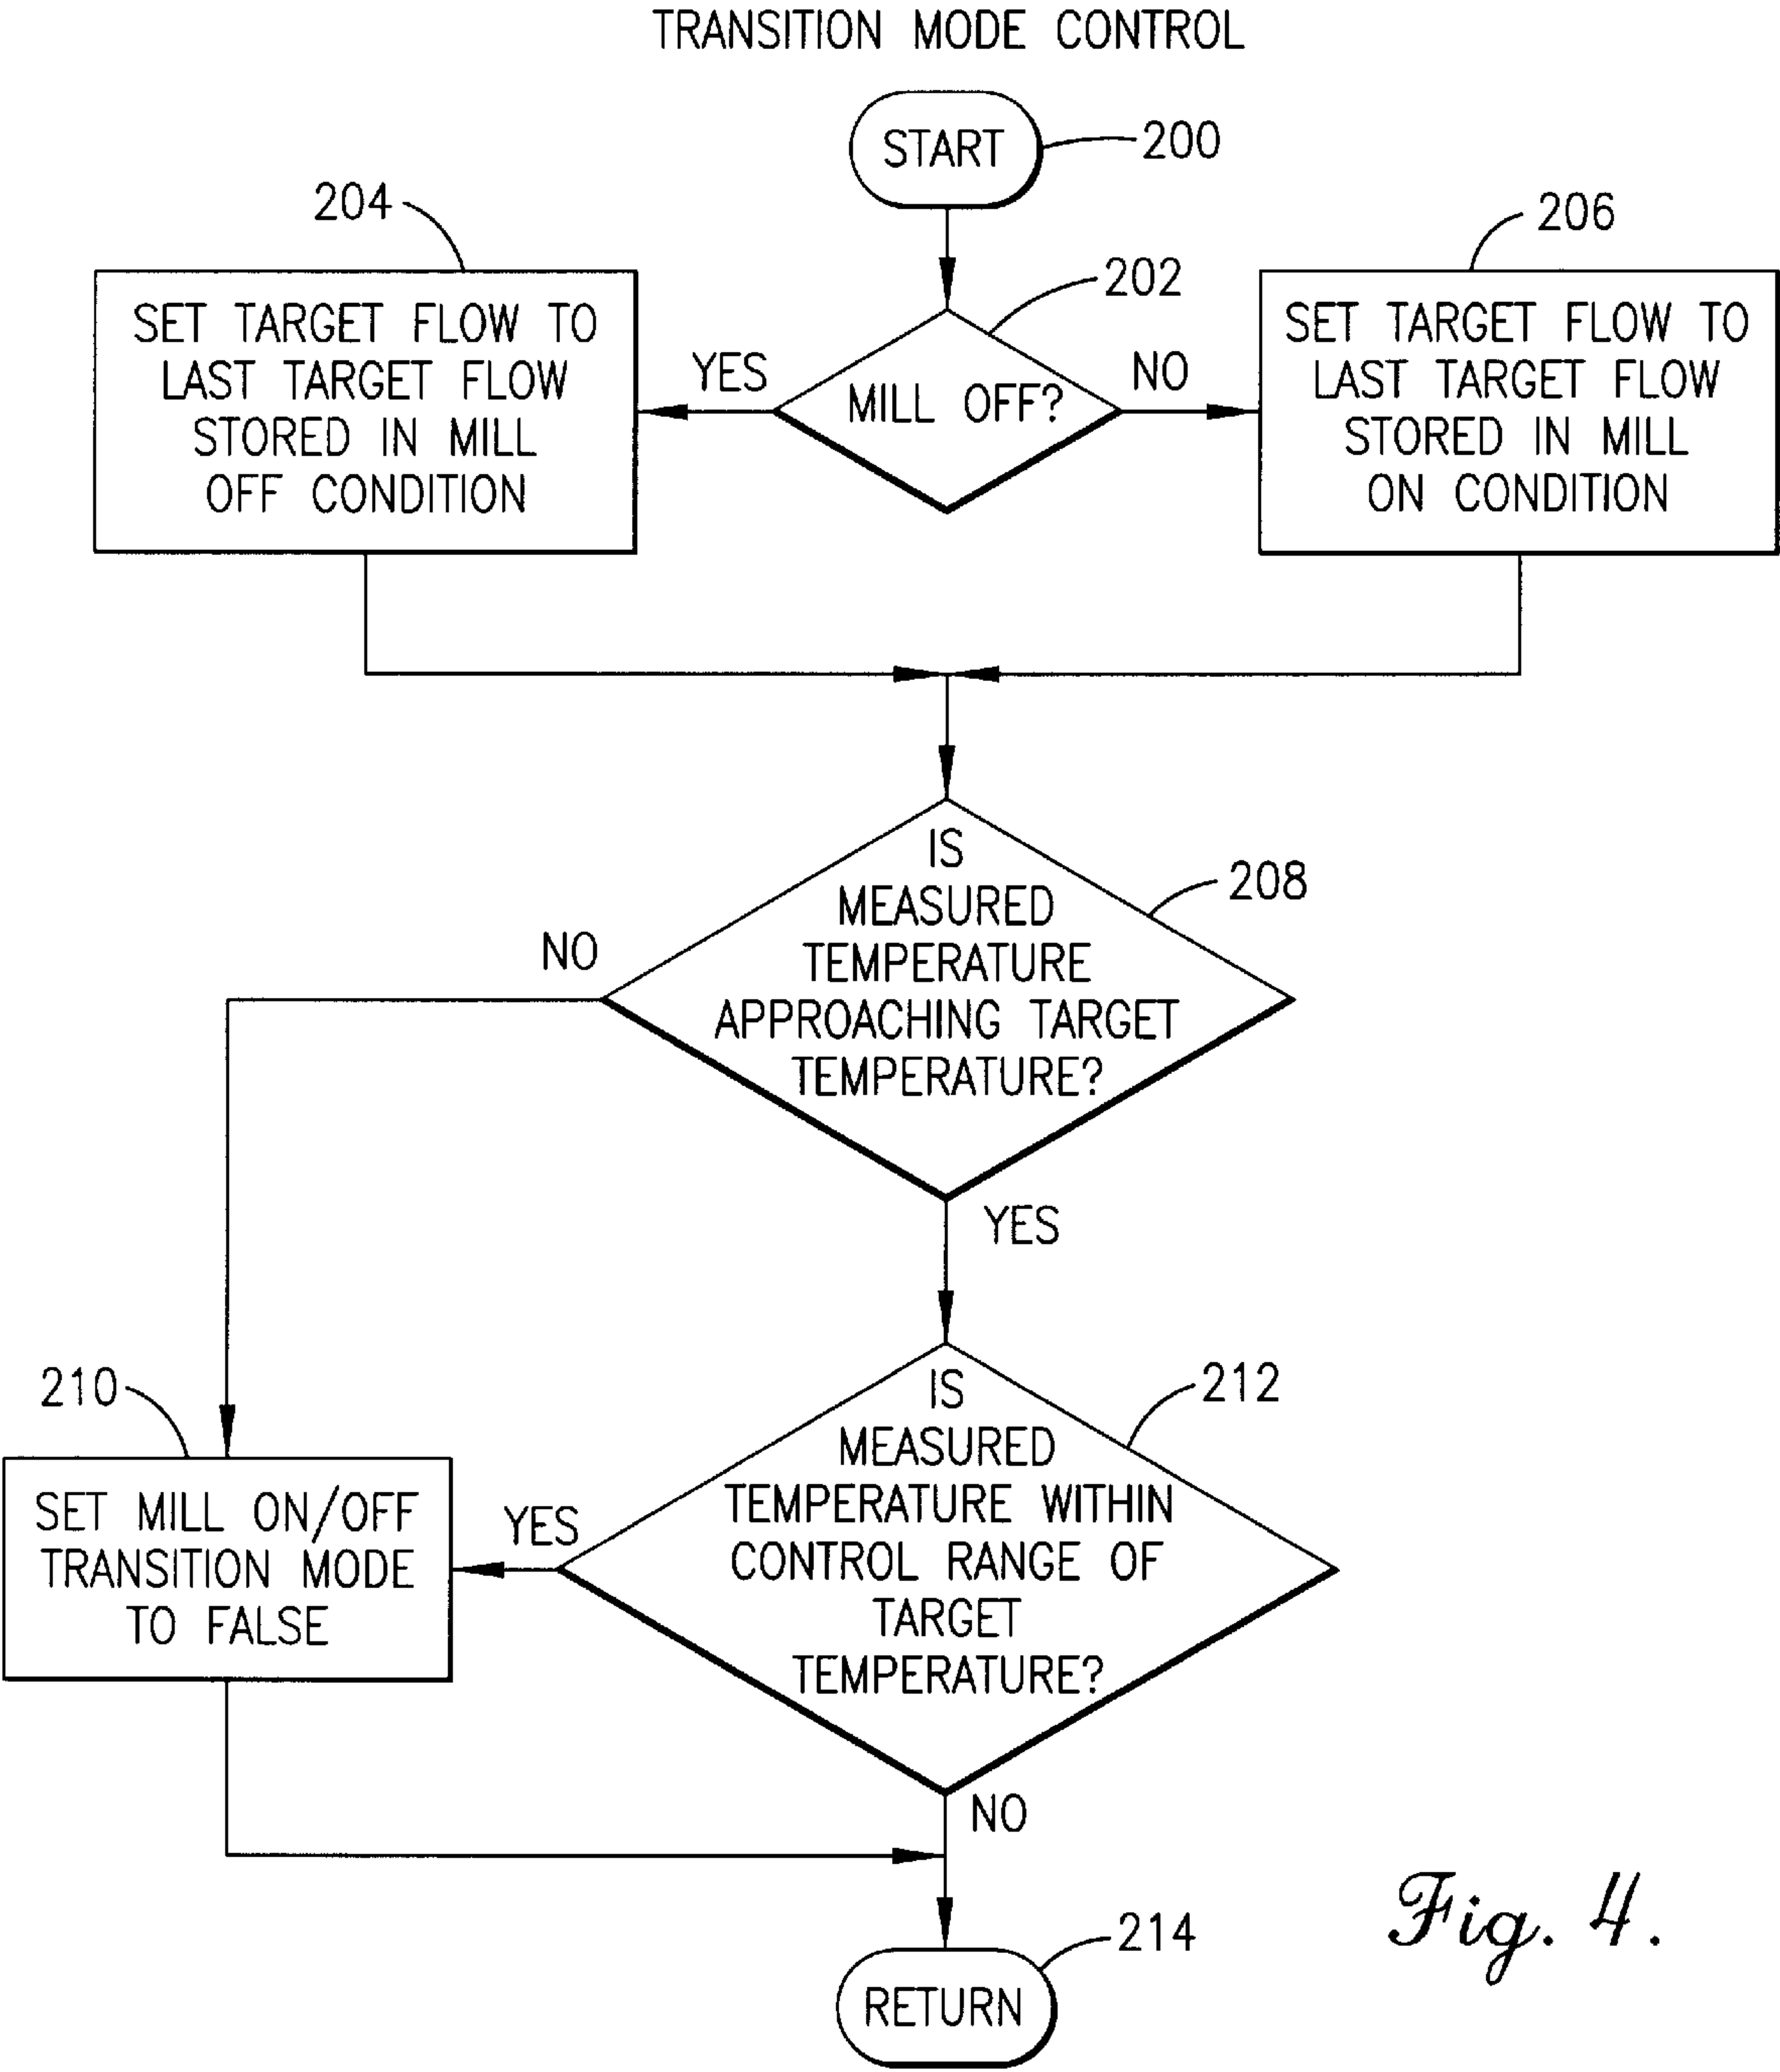 TRANSITION MODE CONTROL
START
200
202
MILL OFF?
YES
NO
204
SET TARGET FLOW TO
LAST TARGET FLOW
STORED IN MILL
OFF CONDITION
206
SET TARGET FLOW TO
LAST TARGET FLOW
STORED IN MILL
ON CONDITION
208
IS
MEASURED
TEMPERATURE
APPROACHING TARGET
TEMPERATURE?
NO
YES
210
SET MILL ON/OFF
TRANSITION MODE
TO FALSE
212
IS
MEASURED
TEMPERATURE WITHIN
CONTROL RANGE OF
TARGET
TEMPERATURE?
YES
NO
214
RETURN
Fig. 4.